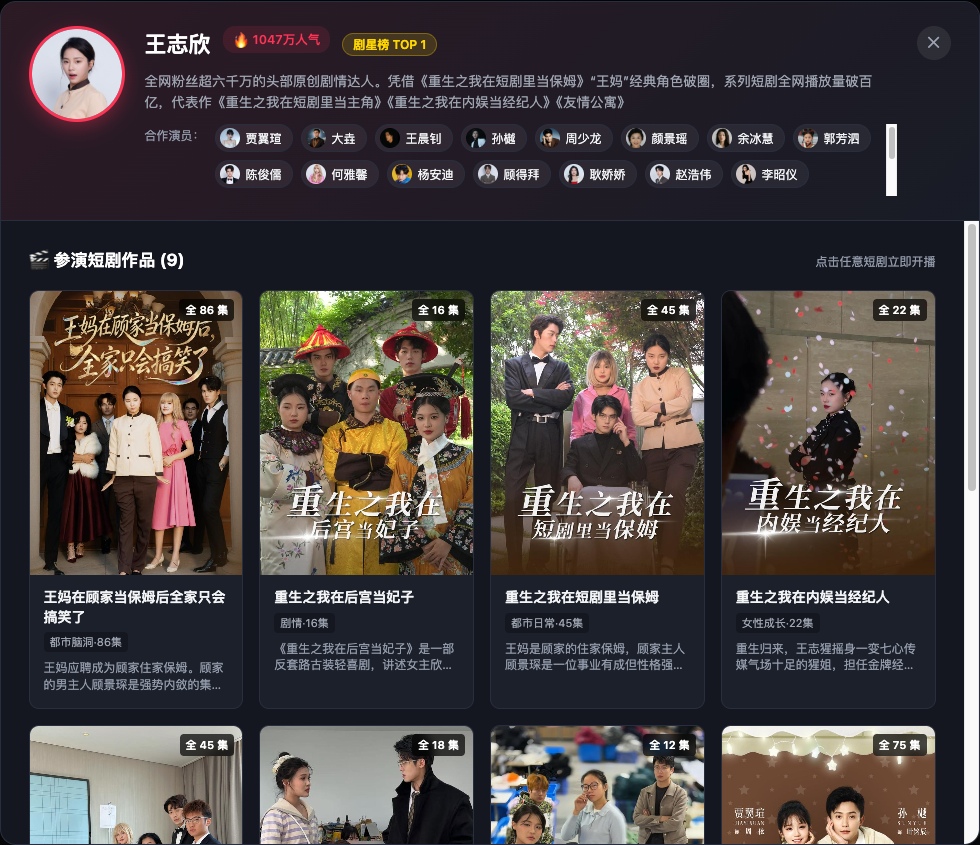 王志欣
🔥 1047万人气
剧星榜 TOP 1
全网粉丝超六千万的头部原创剧情达人。凭借《重生之我在短剧里当保姆》“王妈”经典角色破圈，系列短剧全网播放量破百
亿，代表作《重生之我在短剧里当主角》《重生之我在内娱当经纪人》《友情公寓》
合作演员：
贾翼瑄 大垚 王晨钊 孙樾 周少龙 颜景瑶 余冰慧 郭芳泗
陈俊儒 何雅馨 杨安迪 顾得拜 耿娇娇 赵浩伟 李昭仪
🎬 参演短剧作品 (9)
点击任意短剧立即开播
全 86 集
王妈在顾家当保姆后,
全家只会搞笑了
王妈在顾家当保姆后全家只会
搞笑了
都市脑洞·86集
王妈应聘成为顾家住家保姆。顾家
的男主人顾景琛是强势内敛的集...
全 16 集
重生之我在
后宫当妃子
重生之我在后宫当妃子
剧情·16集
《重生之我在后宫当妃子》是一部
反套路古装轻喜剧，讲述女主欣...
全 45 集
重生之我在
短剧里当保姆
重生之我在短剧里当保姆
都市日常·45集
王妈是顾家的住家保姆，顾家主人
顾景琛是一位事业有成但性格强...
全 22 集
重生之我在
内娱当经纪人
重生之我在内娱当经纪人
女性成长·22集
重生归来，王志猩摇身一变七心传
媒气场十足的猩姐，担任金牌经...
全 45 集
全 18 集
全 12 集
全 75 集
贾翼瑄
孙樾